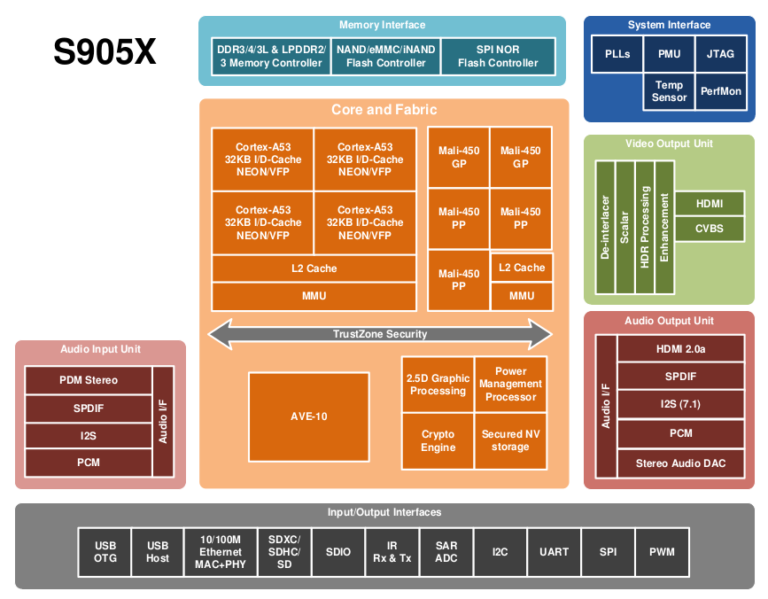 S905X
Memory Interface
DDR3/4/3L & LPDDR2/
3 Memory Controller
NAND/eMMC/iNAND
Flash Controller
SPI NOR
Flash Controller
System Interface
PLLs
PMU
JTAG
Temp
Sensor
PerfMon
Core and Fabric
Cortex-A53
32KB I/D-Cache
NEON/VFP
Cortex-A53
32KB I/D-Cache
NEON/VFP
Cortex-A53
32KB I/D-Cache
NEON/VFP
Cortex-A53
32KB I/D-Cache
NEON/VFP
L2 Cache
MMU
Mali-450
GP
Mali-450
GP
Mali-450
PP
Mali-450
PP
Mali-450
PP
L2 Cache
MMU
TrustZone Security
AVE-10
2.5D Graphic
Processing
Power
Management
Processor
Crypto
Engine
Secured NV
storage
Video Output Unit
De-interlacer
Scalar
HDR Processing
Enhancement
HDMI
CVBS
Audio Input Unit
PDM Stereo
SPDIF
I2S
PCM
Audio I/F
Audio Output Unit
Audio I/F
HDMI 2.0a
SPDIF
I2S (7.1)
PCM
Stereo Audio DAC
Input/Output Interfaces
USB
OTG
USB
Host
10/100M
Ethernet
MAC+PHY
SDXC/
SDHC/
SD
SDIO
IR
Rx & Tx
SAR
ADC
I2C
UART
SPI
PWM